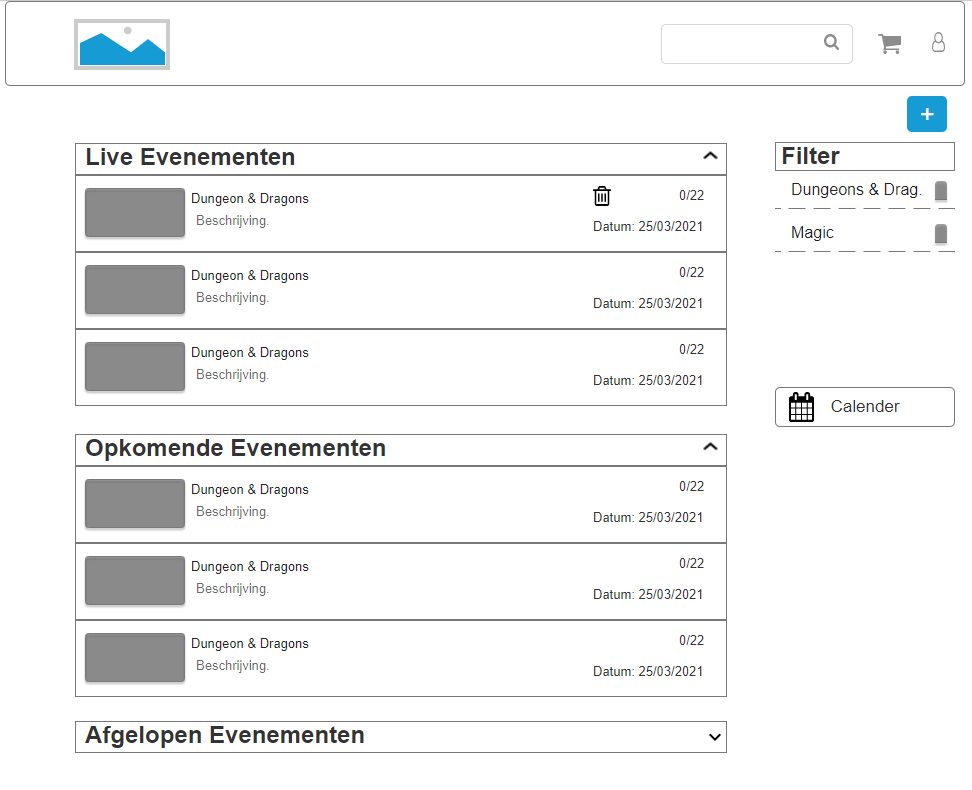 +
Live Evenementen
Dungeon & Dragons
0/22
Beschrijving.
Datum: 25/03/2021
Dungeon & Dragons
0/22
Beschrijving.
Datum: 25/03/2021
Dungeon & Dragons
0/22
Beschrijving.
Datum: 25/03/2021
Opkomende Evenementen
Dungeon & Dragons
0/22
Beschrijving.
Datum: 25/03/2021
Dungeon & Dragons
0/22
Beschrijving.
Datum: 25/03/2021
Dungeon & Dragons
0/22
Beschrijving.
Datum: 25/03/2021
Afgelopen Evenementen
Filter
Dungeons & Drag.
Magic
Calender